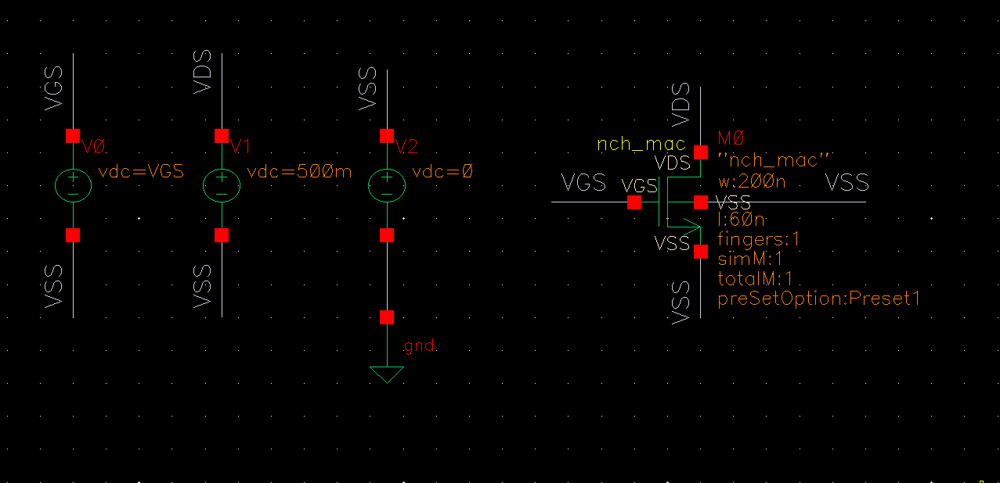 VGS
V0
vdc=VGS
VSS
VDS
V1
vdc=500m
VSS
VSS
V2
vdc=0
gnd
VDS
nch_mac
VDS
M0
"nch_mac"
w:200n
VGS
VGS
VSS
VSS
l:60n
fingers:1
simM:1
totalM:1
preSetOption:Preset1
VSS
VSS